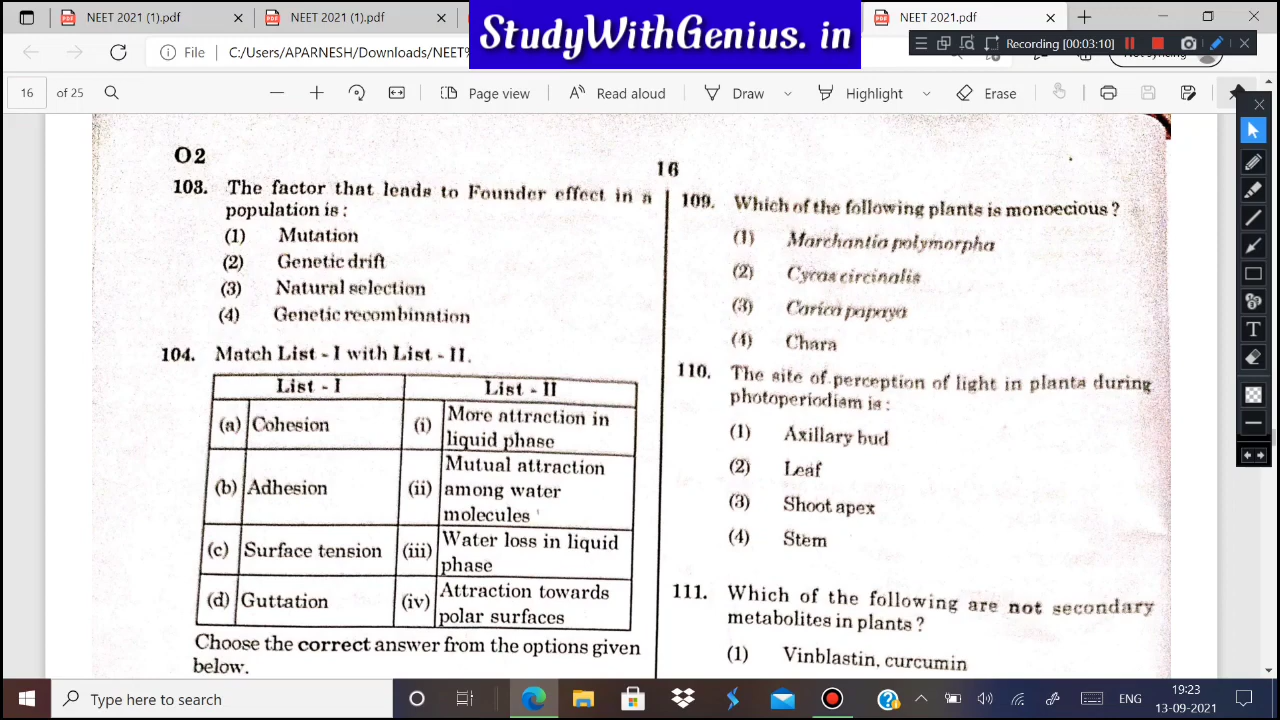 NEET 2021 (1).pdf
NEET 2021 (1).pdf
NEET 2021.pdf
StudyWithGenius. in
Recording [00:03:10]
File
C:/Users/APARNESH/Downloads/NEET%
16 of 25
Page view
Read aloud
Draw
Highlight
Erase
O2
16
103. The factor that leads to Founder effect in a
population is :
(1) Mutation
(2) Genetic drift
(3) Natural selection
(4) Genetic recombination
104. Match List - I with List - II.
List - I List - II
(a) Cohesion (i) More attraction in
liquid phase
(b) Adhesion (ii) Mutual attraction
among water
molecules
(c) Surface tension (iii) Water loss in liquid
phase
(d) Guttation (iv) Attraction towards
polar surfaces
Choose the correct answer from the options given
below.
109. Which of the following plants is monoecious ?
(1) Marchantia polymorpha
(2) Cycas circinalis
(3) Carica papaya
(4) Chara
110. The site of perception of light in plants during
photoperiodism is :
(1) Axillary bud
(2) Leaf
(3) Shoot apex
(4) Stem
111. Which of the following are not secondary
metabolites in plants ?
(1) Vinblastin, curcumin
Type here to search
ENG
19:23
13-09-2021